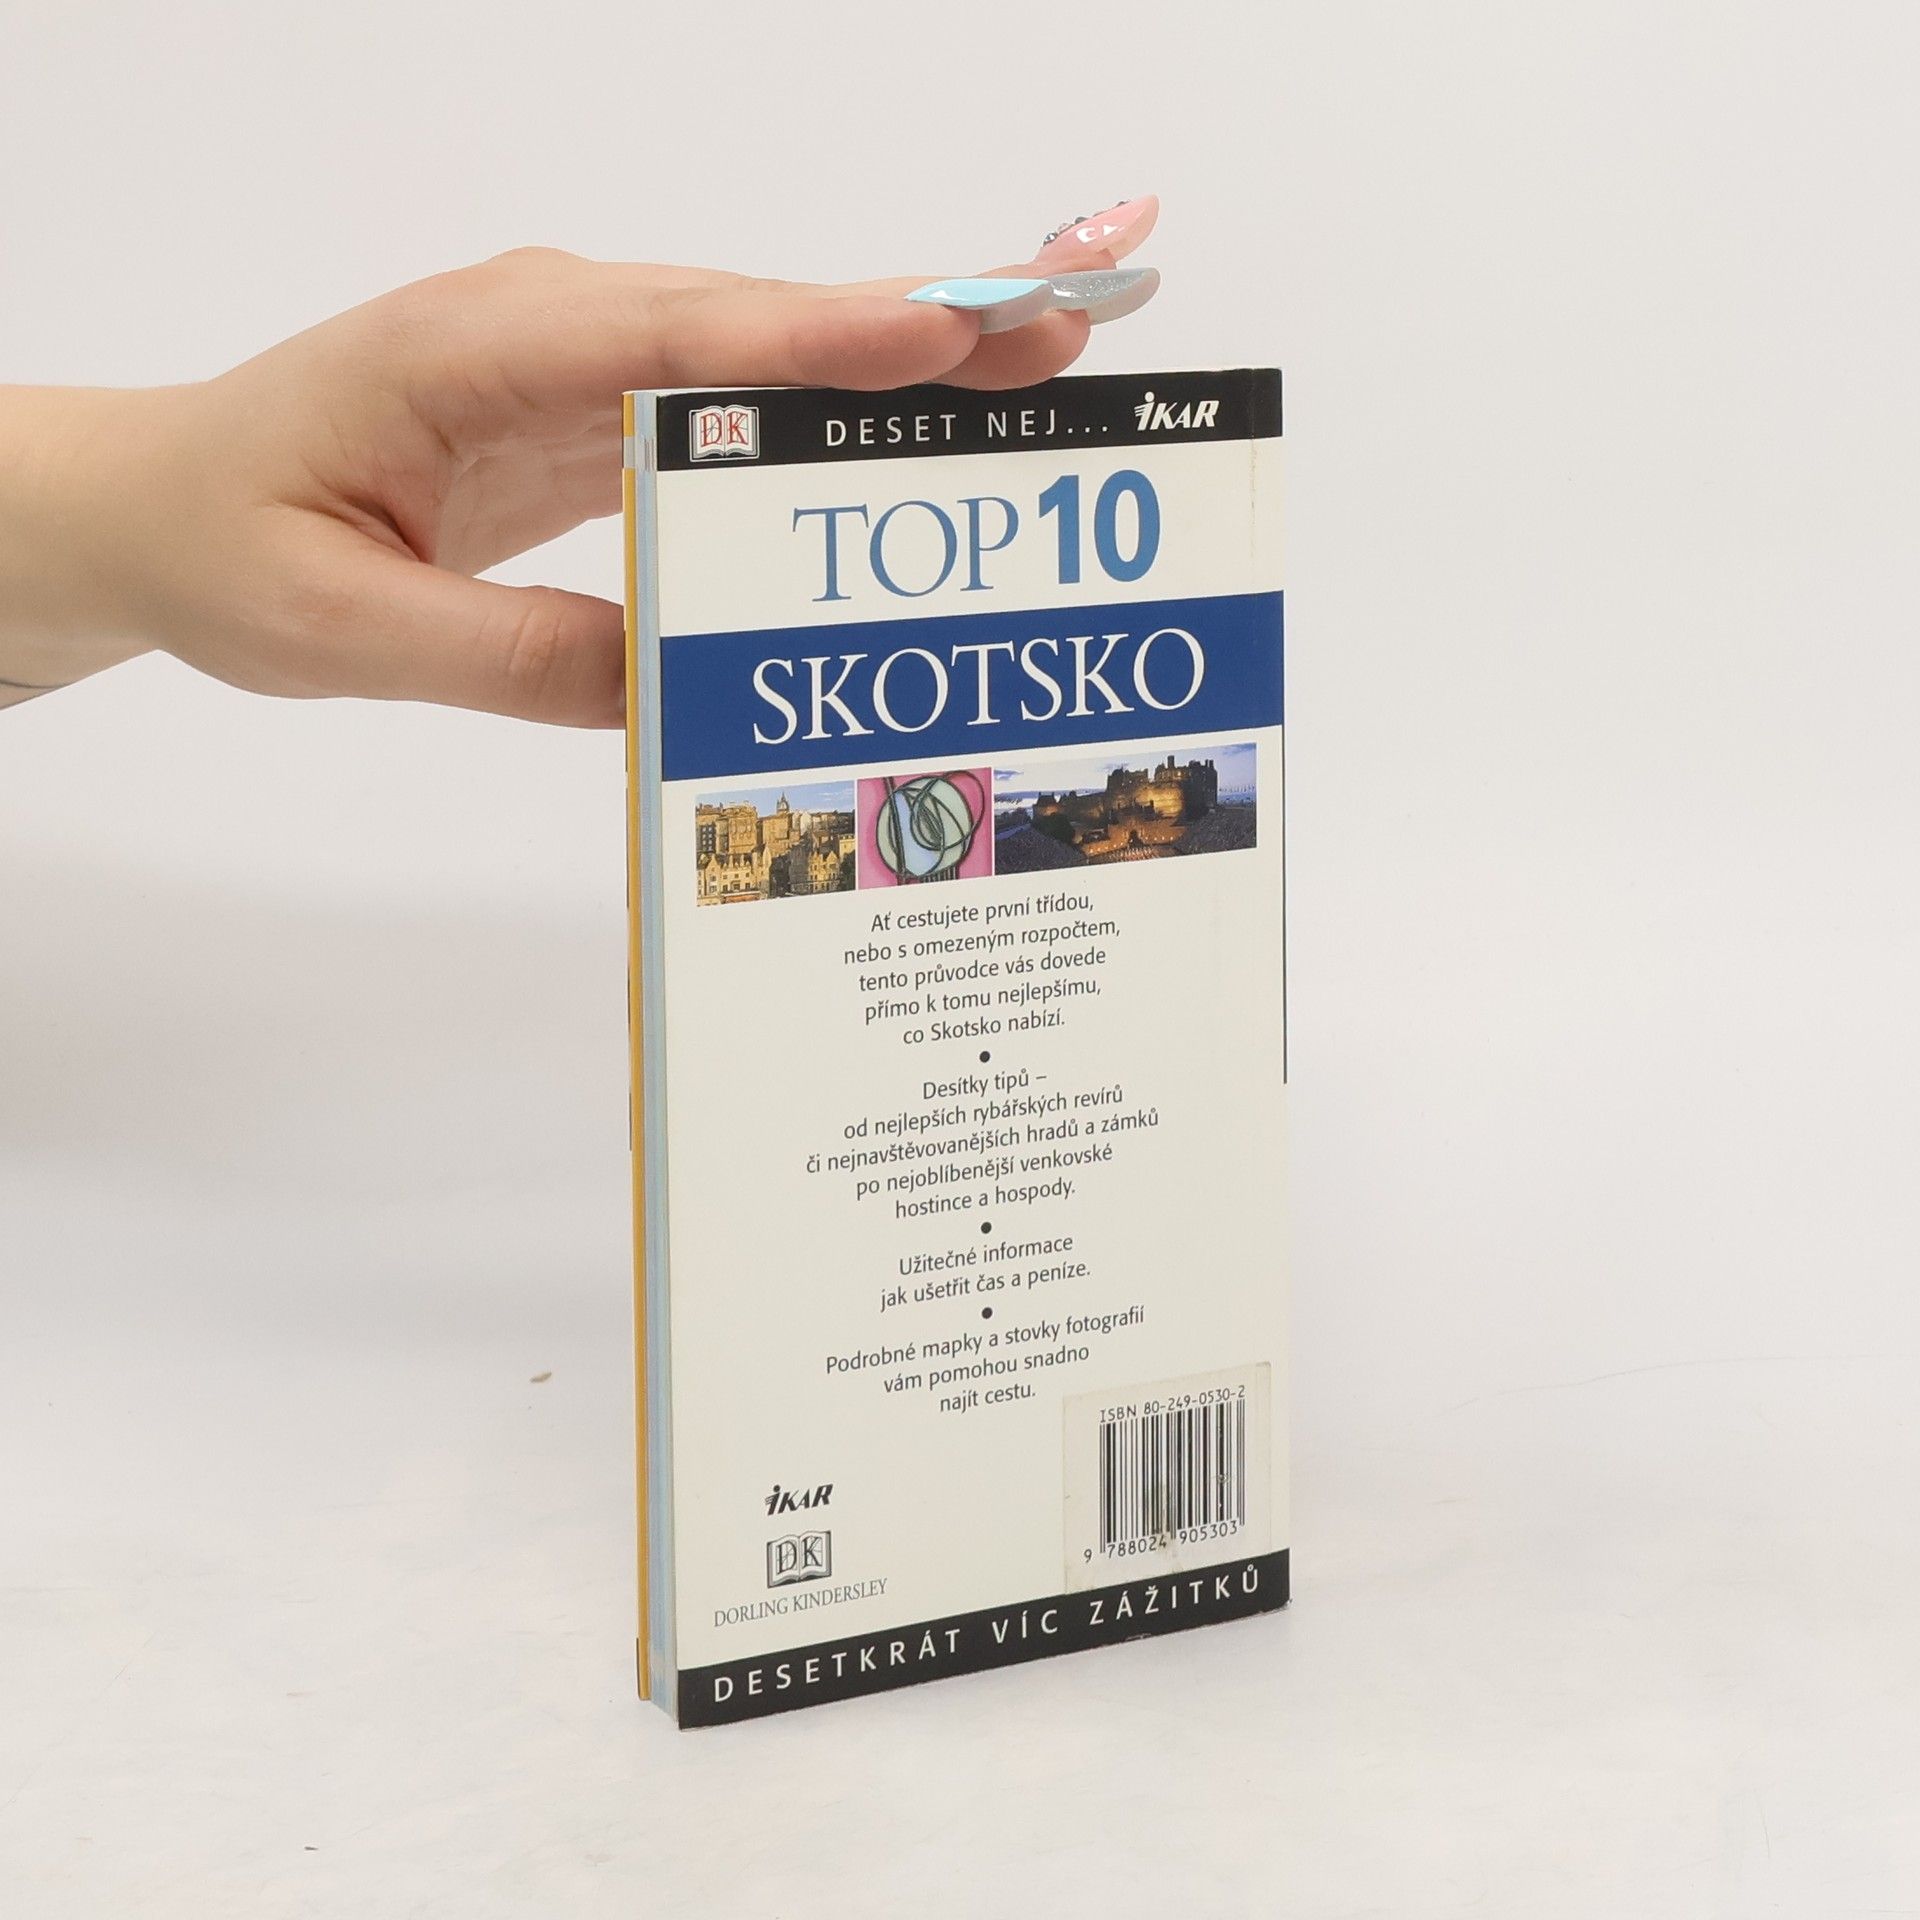 DK DESET NEJ... IKAR
TOP 10
SKOTSKO
Ať cestujete první třídou,
nebo s omezeným rozpočtem,
tento průvodce vás dovede
přímo k tomu nejlepšímu,
co Skotsko nabízí.
Desítky tipů –
od nejlepších rybářských revírů
či nejnavštěvovanějších hradů a zámků
po nejoblíbenější venkovské
hostince a hospody.
Užitečné informace
jak ušetřit čas a peníze.
Podrobné mapky a stovky fotografií
vám pomohou snadno
najít cestu.
ISBN 80-249-0530-2
9 788024 905303
IKAR
DK
DORLING KINDERSLEY
DESETKRÁT VÍC ZÁŽITKŮ